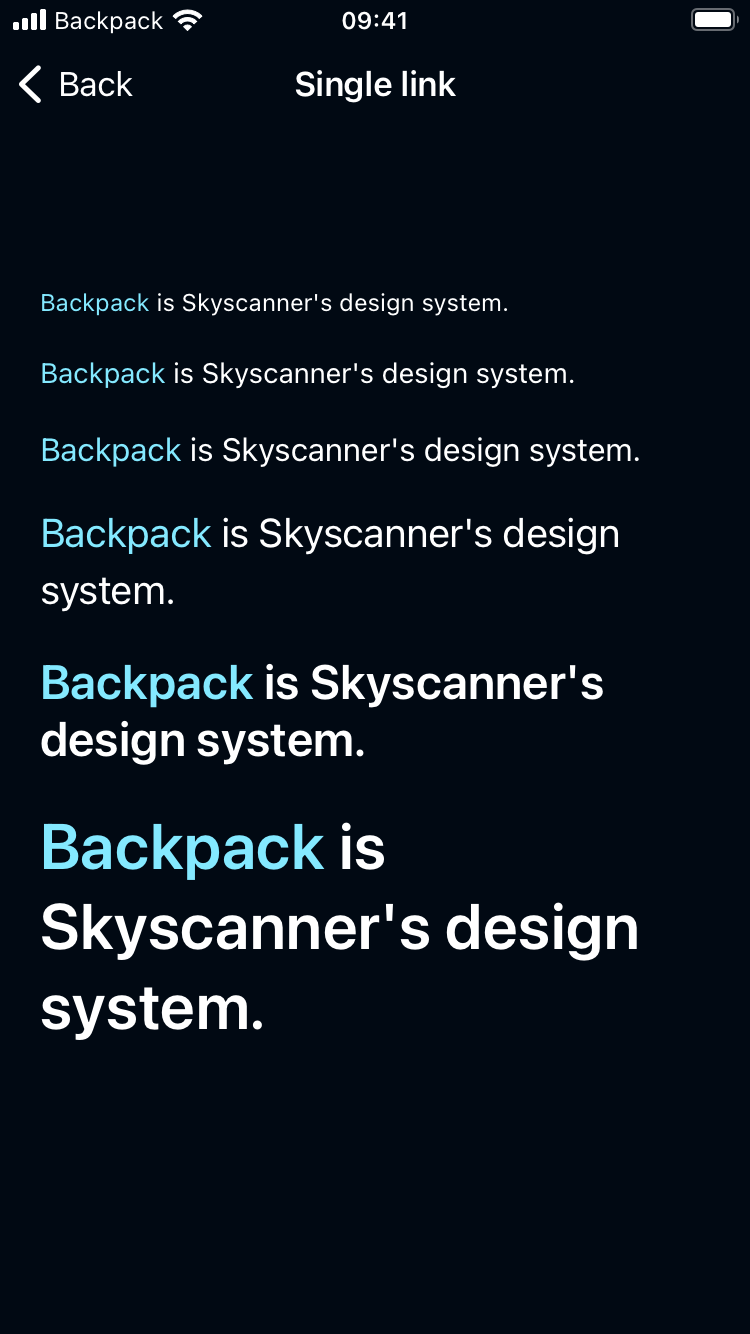 Backpack 09:41
Back Single link
Backpack is Skyscanner's design system.
Backpack is Skyscanner's design system.
Backpack is Skyscanner's design system.
Backpack is Skyscanner's design
system.
Backpack is Skyscanner's
design system.
Backpack is
Skyscanner's design
system.